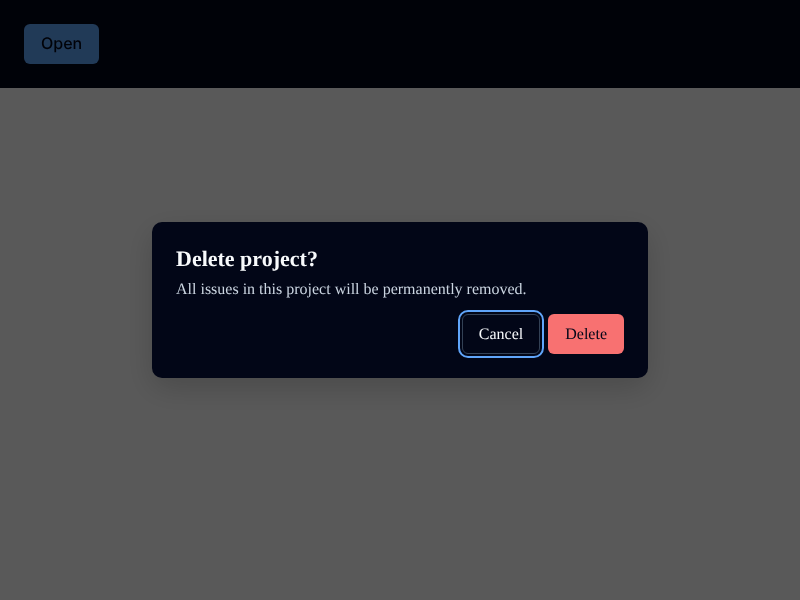 Open
Delete project?
All issues in this project will be permanently removed.
Cancel Delete